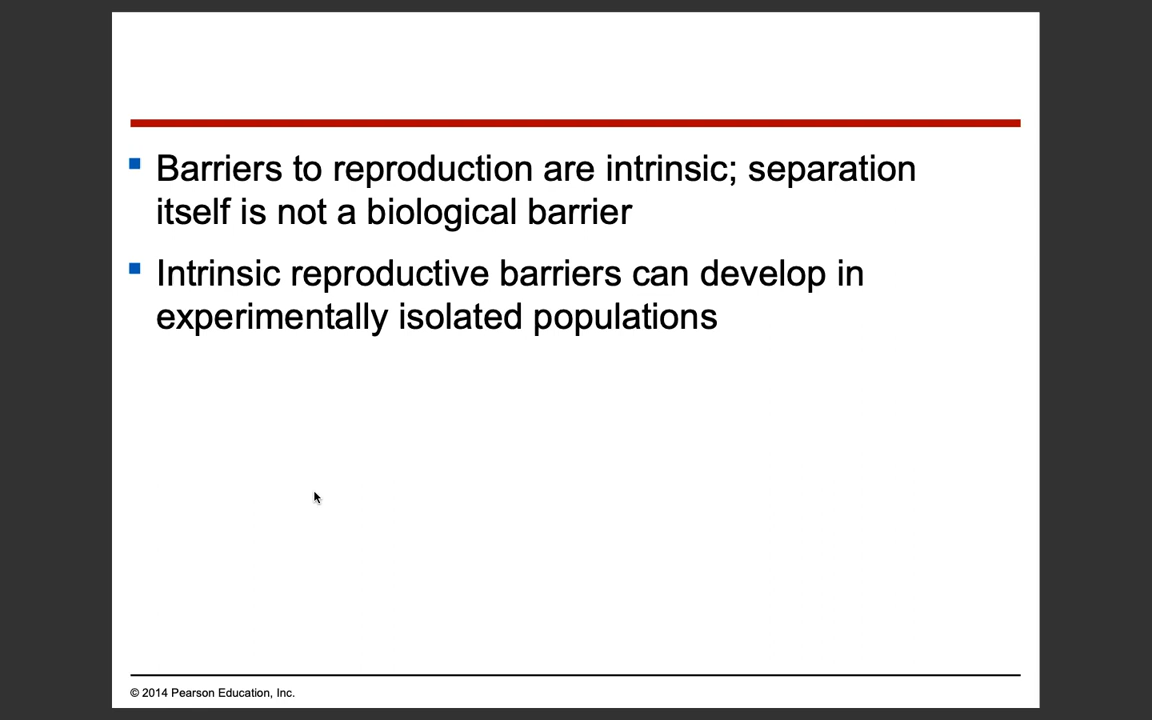 Barriers to reproduction are intrinsic; separation
itself is not a biological barrier
Intrinsic reproductive barriers can develop in
experimentally isolated populations
© 2014 Pearson Education, Inc.